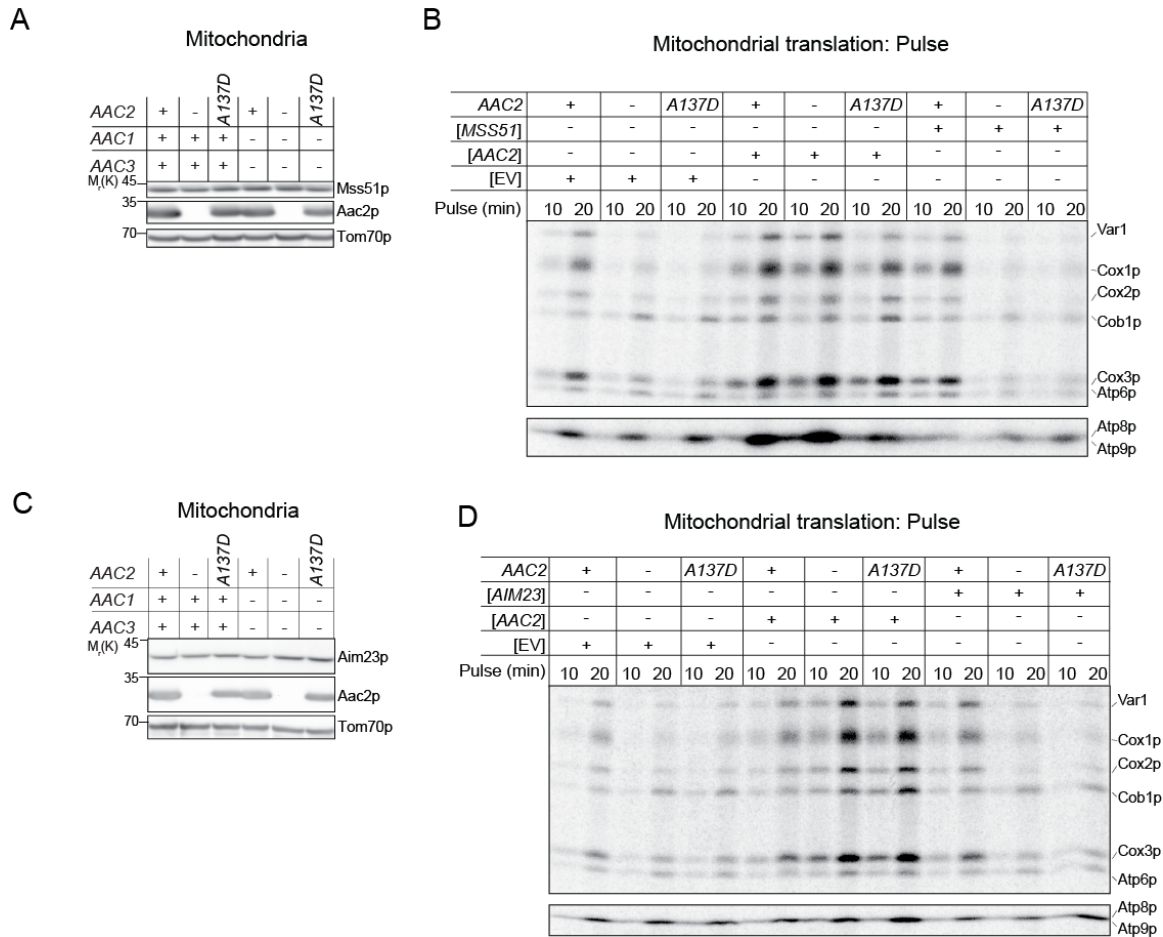 A
Mitochondria
AAC2 + - A137D + - A137D
AAC1 + + + - - -
AAC3 + + + - - -
Mr(K) 45 Mss51p
35 Aac2p
70 Tom70p
B
Mitochondrial translation: Pulse
AAC2 + - A137D + - A137D + - A137D
[MSS51] - - - - - - + + +
[AAC2] - - - + + + - - -
[EV] + + + - - - - - -
Pulse (min) 10 20 10 20 10 20 10 20 10 20 10 20 10 20 10 20 10 20
Var1
Cox1p
Cox2p
Cob1p
Cox3p
Atp6p
Atp8p
Atp9p
C
Mitochondria
AAC2 + - A137D + - A137D
AAC1 + + + - - -
AAC3 + + + - - -
Mr(K) 45 Aim23p
35 Aac2p
70 Tom70p
D
Mitochondrial translation: Pulse
AAC2 + - A137D + - A137D + - A137D
[AIM23] - - - - - - + + +
[AAC2] - - - + + + - - -
[EV] + + + - - - - - -
Pulse (min) 10 20 10 20 10 20 10 20 10 20 10 20 10 20 10 20 10 20
Var1
Cox1p
Cox2p
Cob1p
Cox3p
Atp6p
Atp8p
Atp9p